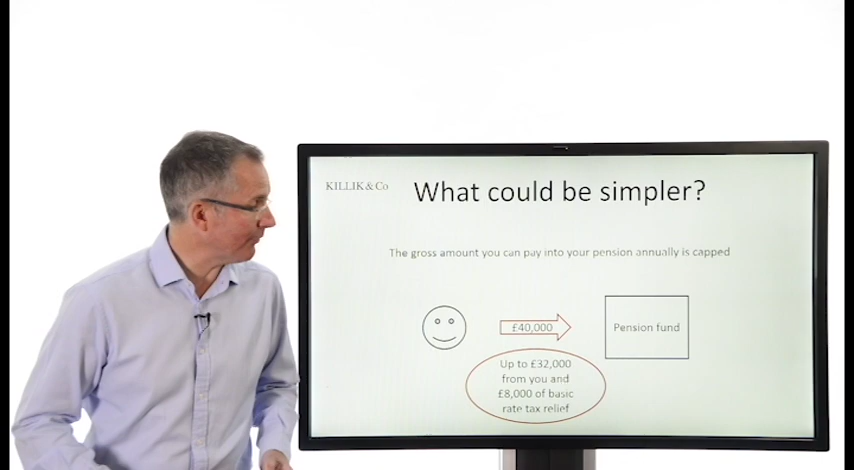 KILLIK & Co
What could be simpler?
The gross amount you can pay into your pension annually is capped
£40,000
Pension fund
Up to £32,000
from you and
£8,000 of basic
rate tax relief